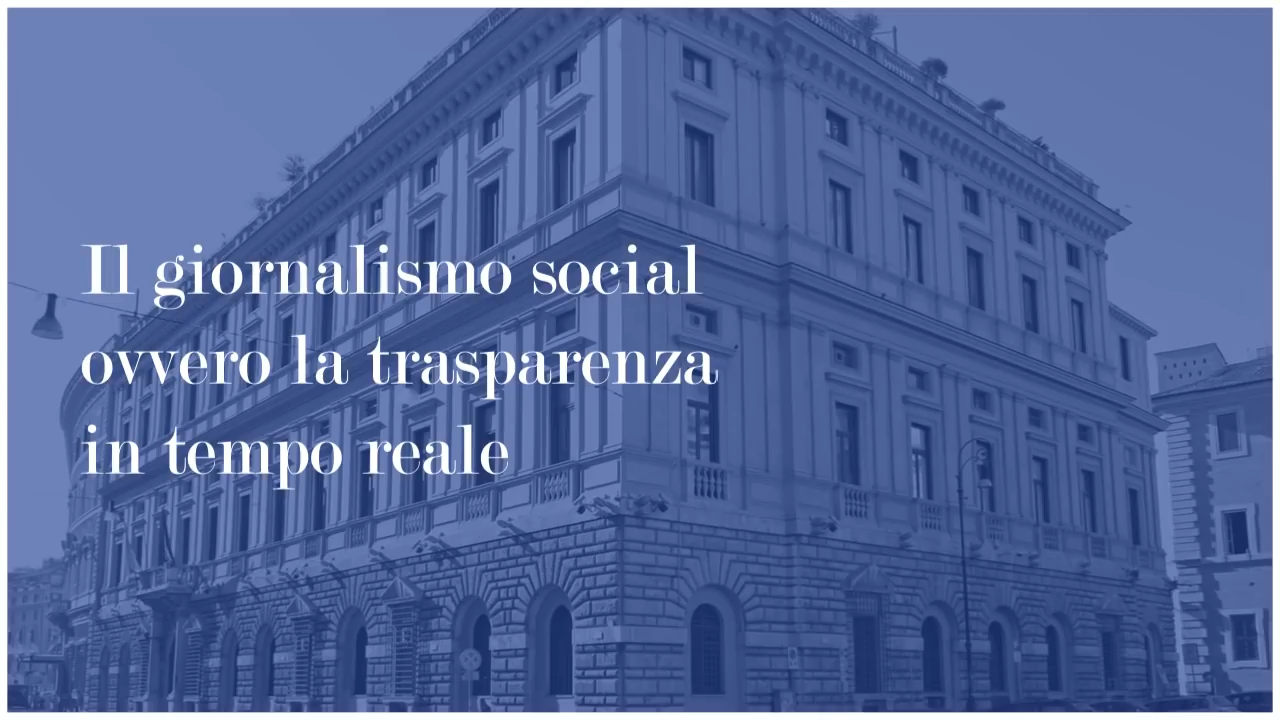 Il giornalismo social
ovvero la trasparenza
in tempo reale